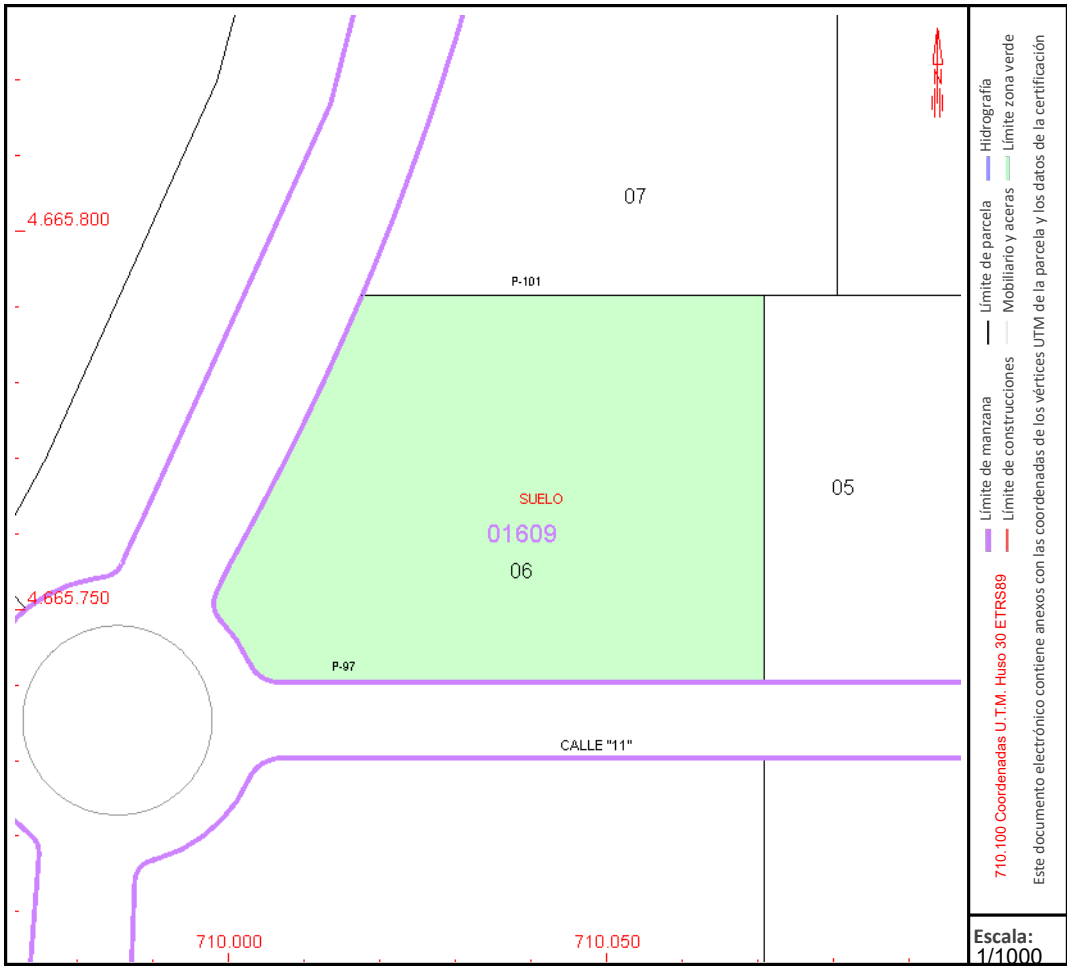 07
4.665.800
P-101
SUELO
01609
06
05
4.665.750
P-97
CALLE "11"
710.000
710.050
N
710.100 Coordenadas U.T.M. Huso 30 ETRS89
Límite de manzana
Límite de parcela
Hidrografía
Límite de construcciones
Mobiliario y aceras
Límite zona verde
Este documento electrónico contiene anexos con las coordenadas de los vértices UTM de la parcela y los datos de la certificación
Escala:
1/1000